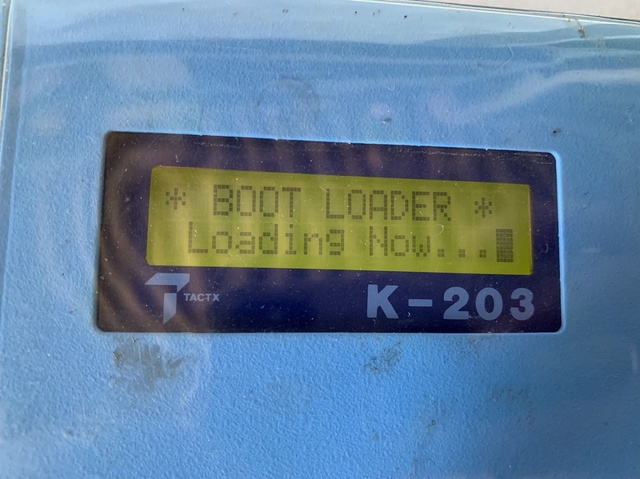 * BOOT LOADER *
Loading Now...
TACTX
K-203